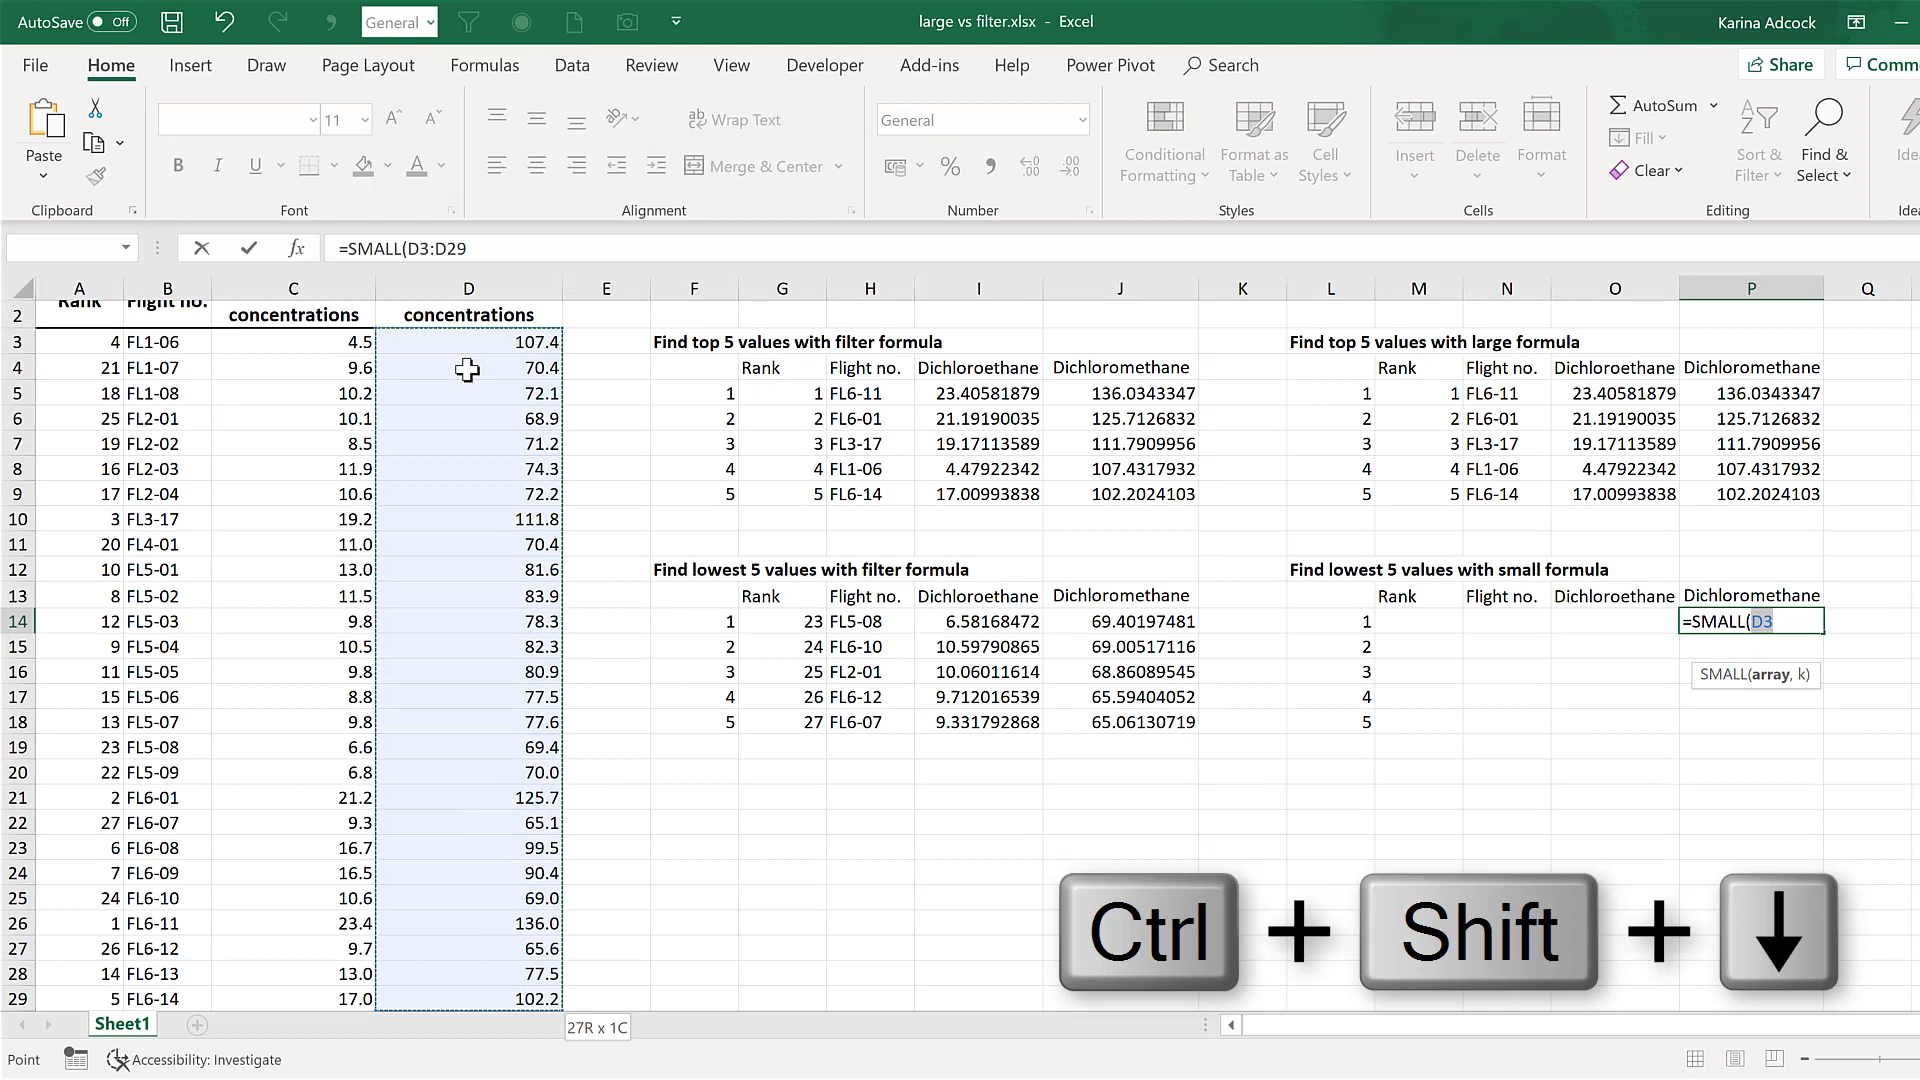 AutoSave Off General large vs filter.xlsx - Excel Karina Adcock
File Home Insert Draw Page Layout Formulas Data Review View Developer Add-ins Help Power Pivot Search Share Comme
Paste 11 Wrap Text General Conditional Formatting Format as Table Cell Styles Insert Delete Format AutoSum Sort & Filter Find & Select Idea
B I U A Merge & Center % Fill Clear
Clipboard Font Alignment Number Styles Cells Editing Idea
fx =SMALL(D3:D29
A B C D E F G H I J K L M N O P Q
Rank Flight no.
2 concentrations concentrations
3 4 FL1-06 4.5 107.4 Find top 5 values with filter formula Find top 5 values with large formula
4 21 FL1-07 9.6 70.4 Rank Flight no. Dichloroethane Dichloromethane Rank Flight no. Dichloroethane Dichloromethane
5 18 FL1-08 10.2 72.1 1 1 FL6-11 23.40581879 136.0343347 1 1 FL6-11 23.40581879 136.0343347
6 25 FL2-01 10.1 68.9 2 2 FL6-01 21.19190035 125.7126832 2 2 FL6-01 21.19190035 125.7126832
7 19 FL2-02 8.5 71.2 3 3 FL3-17 19.17113589 111.7909956 3 3 FL3-17 19.17113589 111.7909956
8 16 FL2-03 11.9 74.3 4 4 FL1-06 4.47922342 107.4317932 4 4 FL1-06 4.47922342 107.4317932
9 17 FL2-04 10.6 72.2 5 5 FL6-14 17.00993838 102.2024103 5 5 FL6-14 17.00993838 102.2024103
10 3 FL3-17 19.2 111.8
11 20 FL4-01 11.0 70.4
12 10 FL5-01 13.0 81.6 Find lowest 5 values with filter formula Find lowest 5 values with small formula
13 8 FL5-02 11.5 83.9 Rank Flight no. Dichloroethane Dichloromethane Rank Flight no. Dichloroethane Dichloromethane
14 12 FL5-03 9.8 78.3 1 23 FL5-08 6.58168472 69.40197481 1 =SMALL(D3
15 9 FL5-04 10.5 82.3 2 24 FL6-10 10.59790865 69.00517116 2
16 11 FL5-05 9.8 80.9 3 25 FL2-01 10.06011614 68.86089545 3 SMALL(array, k)
17 15 FL5-06 8.8 77.5 4 26 FL6-12 9.712016539 65.59404052 4
18 13 FL5-07 9.8 77.6 5 27 FL6-07 9.331792868 65.06130719 5
19 23 FL5-08 6.6 69.4
20 22 FL5-09 6.8 70.0
21 2 FL6-01 21.2 125.7
22 27 FL6-07 9.3 65.1
23 6 FL6-08 16.7 99.5
24 7 FL6-09 16.5 90.4
25 24 FL6-10 10.6 69.0
26 1 FL6-11 23.4 136.0
27 26 FL6-12 9.7 65.6
28 14 FL6-13 13.0 77.5
29 5 FL6-14 17.0 102.2
Ctrl + Shift + ↓
Sheet1 27R x 1C
Point Accessibility: Investigate